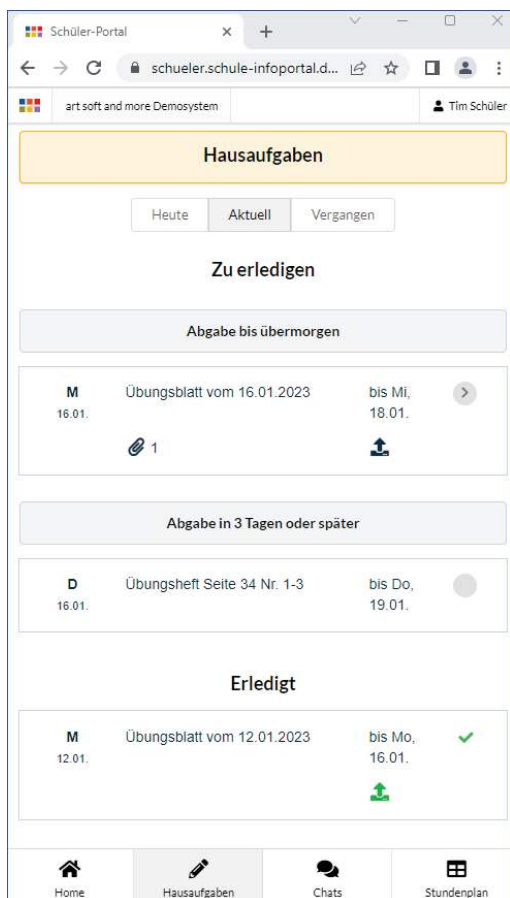 Schüler-Portal
schueler.schule-infoportal.d...
art soft and more Demosystem
Tim Schüler
Hausaufgaben
Heute Aktuell Vergangen
Zu erledigen
Abgabe bis übermorgen
M Übungsblatt vom 16.01.2023 bis Mi,
16.01. 18.01.
1
Abgabe in 3 Tagen oder später
D Übungsheft Seite 34 Nr. 1-3 bis Do,
16.01. 19.01.
Erledigt
M Übungsblatt vom 12.01.2023 bis Mo,
12.01. 16.01.
Home Hausaufgaben Chats Stundenplan